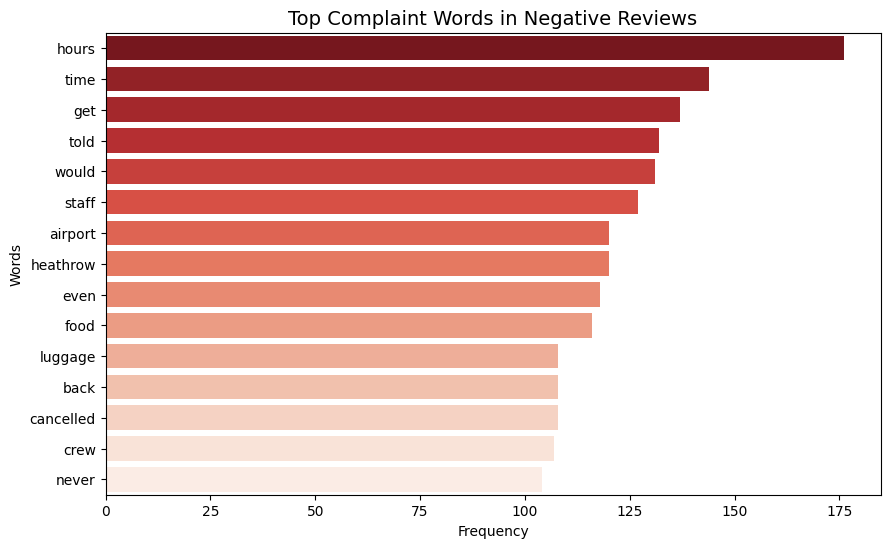 Top Complaint Words in Negative Reviews
hours
time
get
told
would
staff
airport
heathrow
even
food
luggage
back
cancelled
crew
never
Words
0 25 50 75 100 125 150 175
Frequency